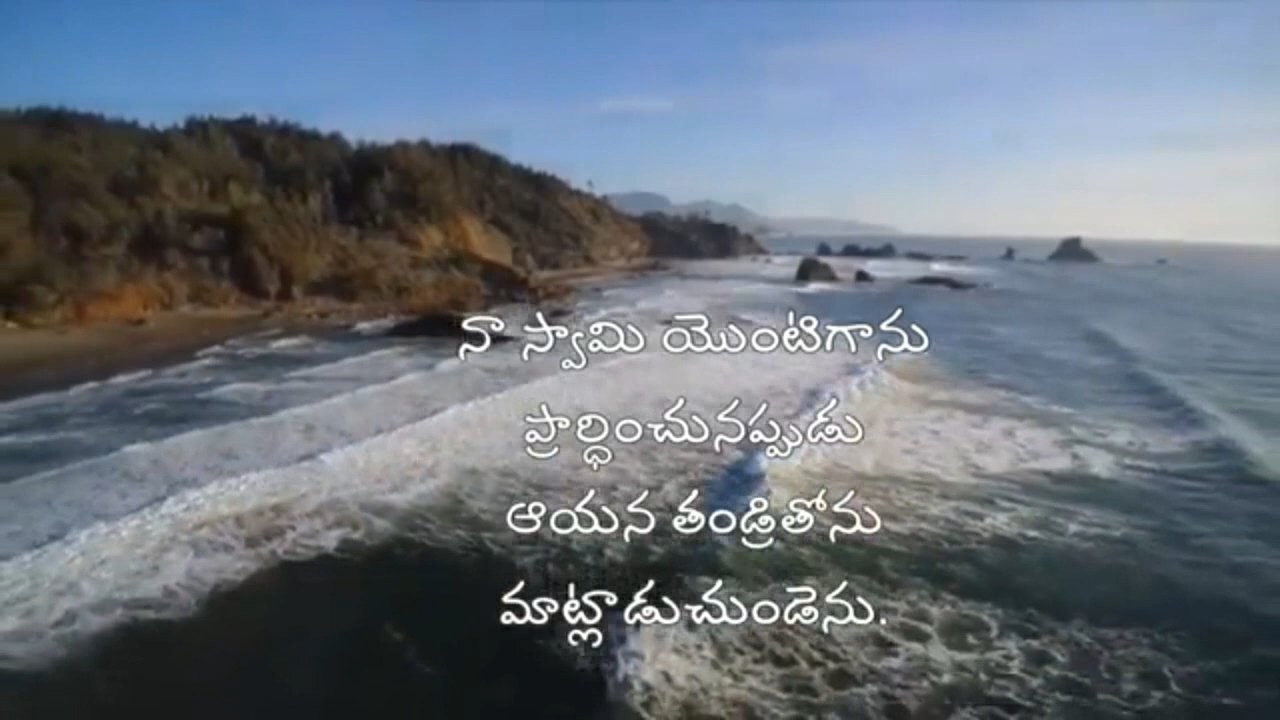 నా స్వామి యొంటిగాను
ప్రార్ధించునప్పుడు
ఆయన తండ్రితోను
మాట్లాడుచుండెను.